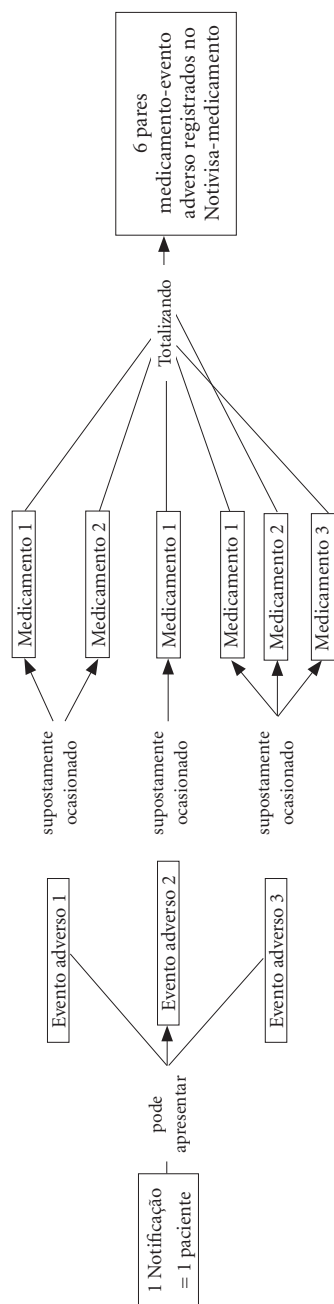 1 Notificação
= 1 paciente
pode
apresentar
Evento adverso 1
Evento adverso 2
Evento adverso 3
supostamente
ocasionado
supostamente
ocasionado
supostamente
ocasionado
Medicamento 1
Medicamento 2
Medicamento 1
Medicamento 1
Medicamento 2
Medicamento 3
Totalizando
6 pares
medicamento-evento
adverso registrados no
Notivisa-medicamento